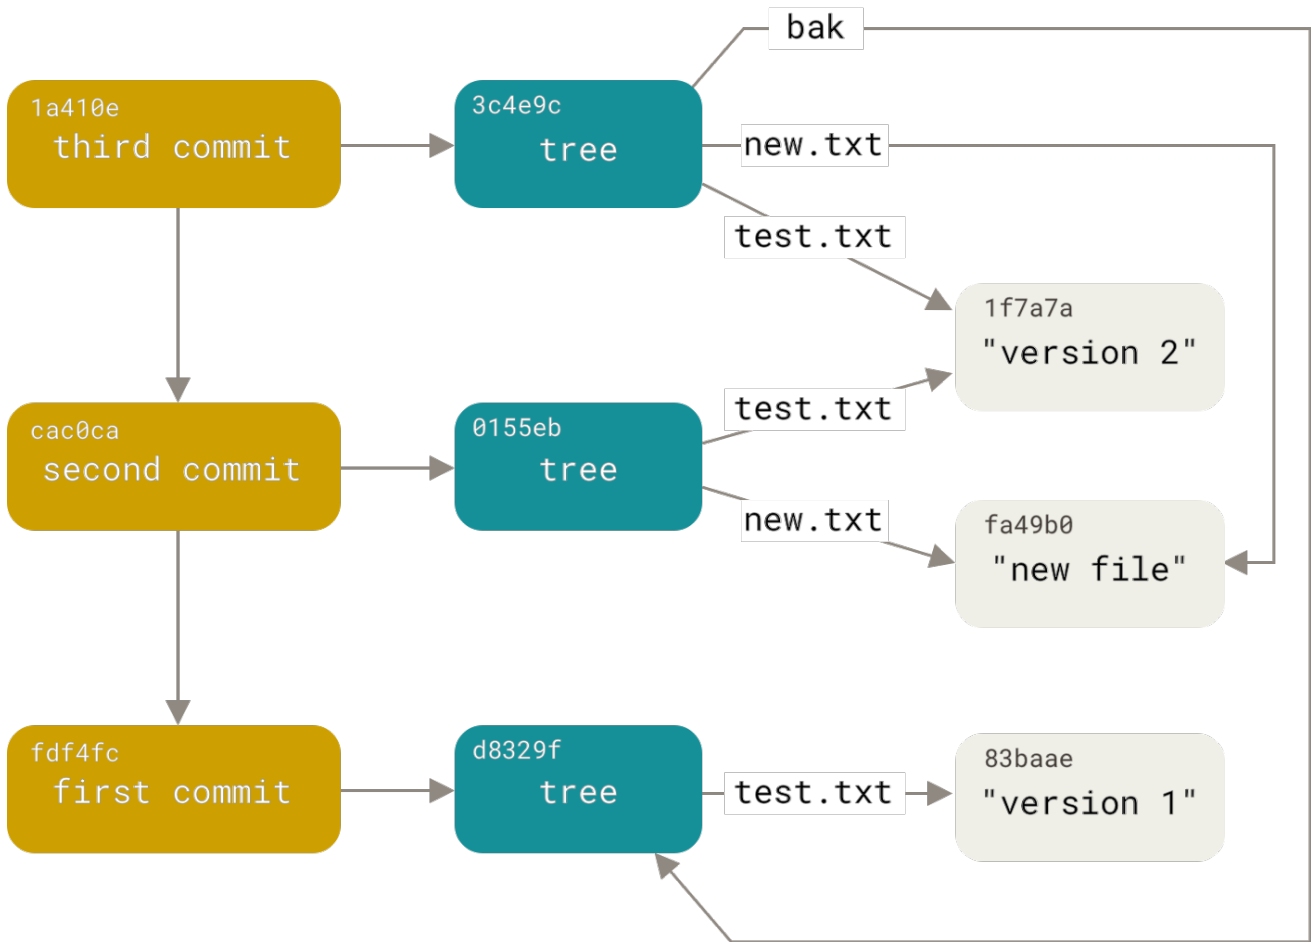 bak
1a410e
third commit
3c4e9c
tree
new.txt
test.txt
1f7a7a
"version 2"
cac0ca
second commit
0155eb
tree
test.txt
new.txt
fa49b0
"new file"
fdf4fc
first commit
d8329f
tree
test.txt
83baae
"version 1"